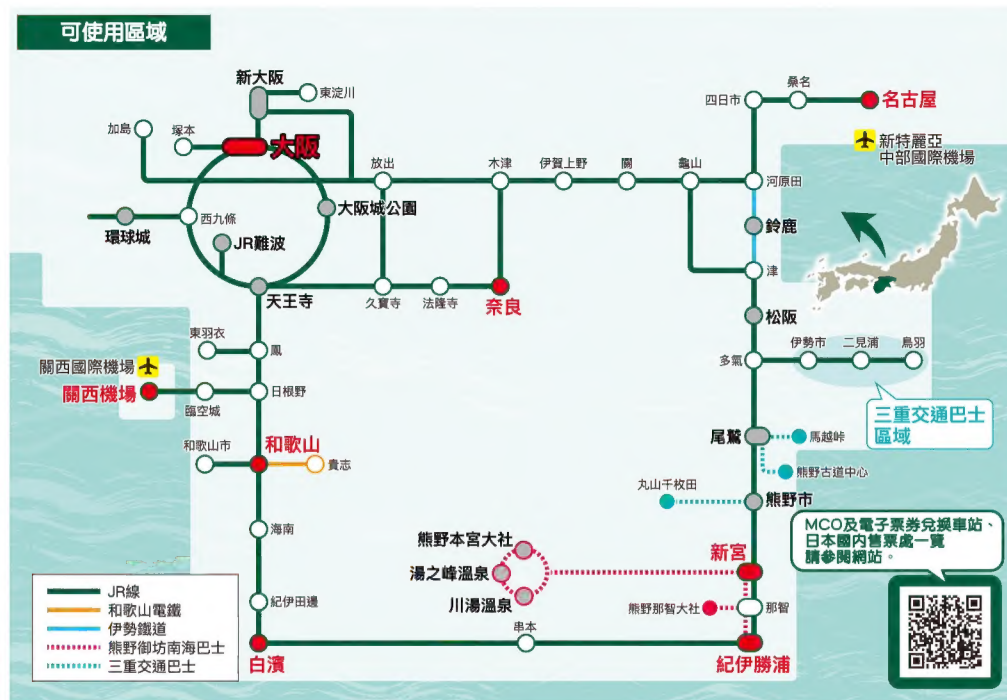 可使用區域
新大阪
東淀川
加島
塚本
大阪
放出
木津
伊賀上野
關
龜山
四日市
桑名
名古屋
新特麗亞
中部國際機場
河原田
大阪城公園
西九條
環球城
JR難波
鈴鹿
津
天王寺
久寶寺
法隆寺
奈良
松阪
東羽衣
鳳
多氣
伊勢市
二見浦
鳥羽
關西國際機場
關西機場
臨空城
日根野
三重交通巴士
區域
和歌山市
和歌山
貴志
尾鷲
馬越峠
熊野古道中心
丸山千枚田
熊野市
海南
熊野本宮大社
湯之峰溫泉
川湯溫泉
新宮
MCO及電子票券兌換車站、
日本國內售票處一覽
請參閱網站。
紀伊田邊
熊野那智大社
那智
白濱
串本
紀伊勝浦
JR線
和歌山電鐵
伊勢鐵道
熊野御坊南海巴士
三重交通巴士